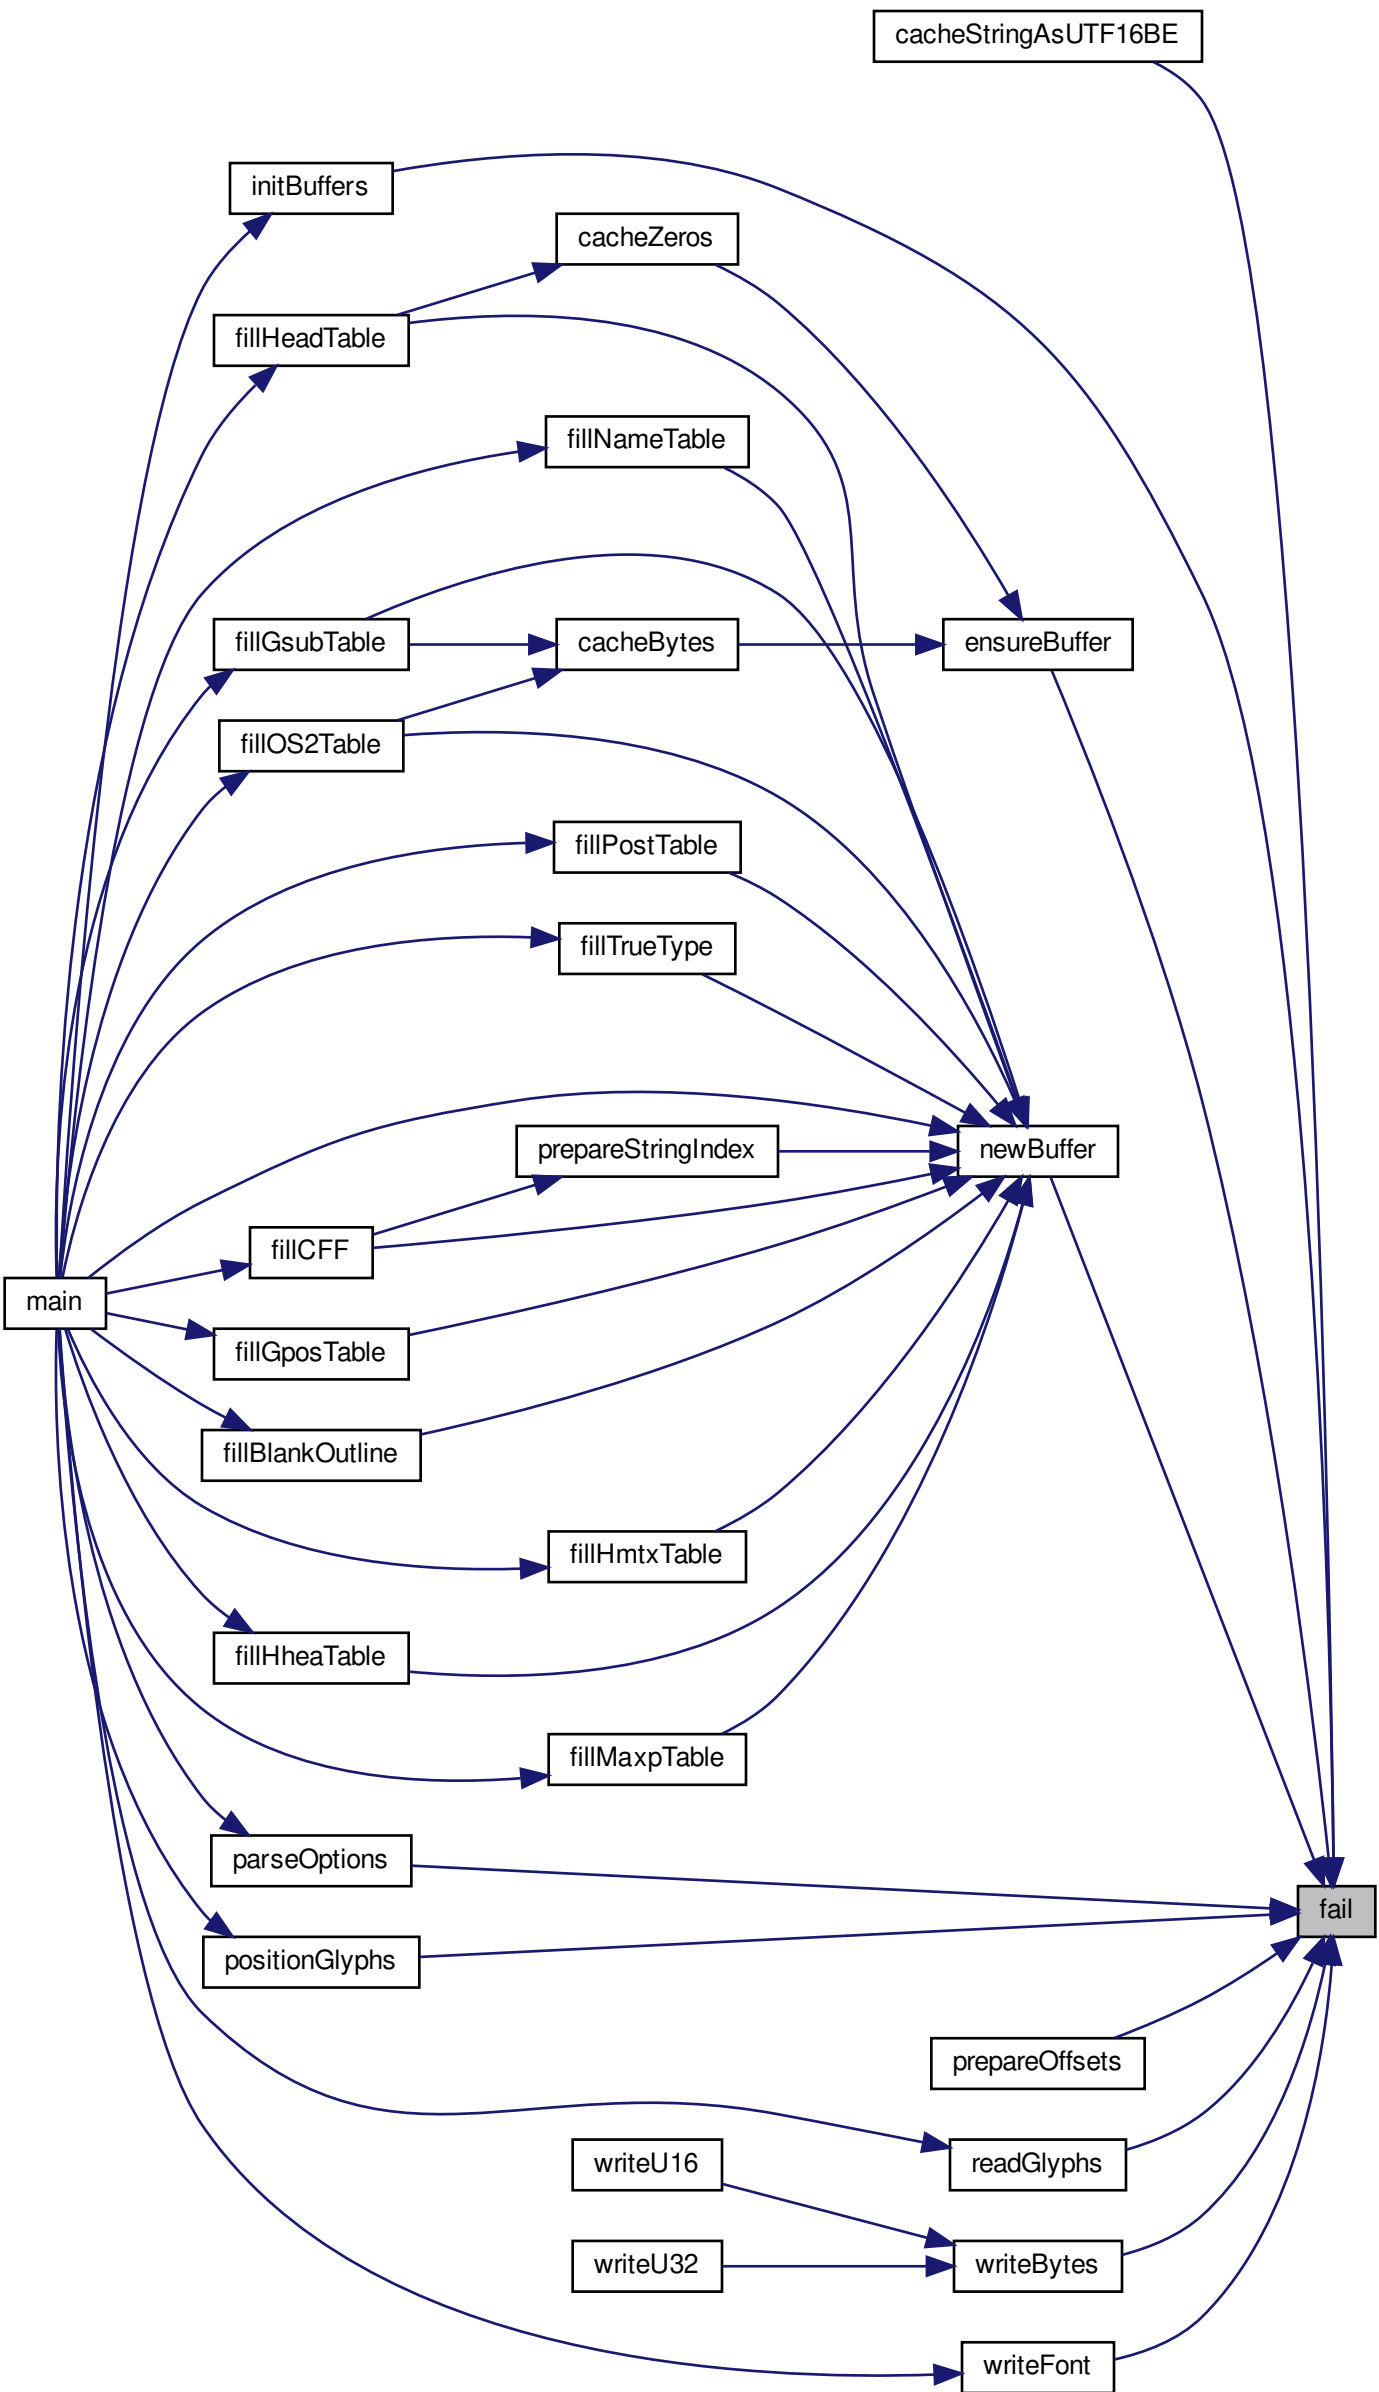 cacheStringAsUTF16BE
initBuffers
cacheZeros
fillHeadTable
fillNameTable
fillGsubTable
cacheBytes
ensureBuffer
fillOS2Table
fillPostTable
fillTrueType
prepareStringIndex
newBuffer
fillCFF
main
fillGposTable
fillBlankOutline
fillHmtxTable
fillHheaTable
fillMaxpTable
parseOptions
fail
positionGlyphs
prepareOffsets
writeU16
readGlyphs
writeU32
writeBytes
writeFont